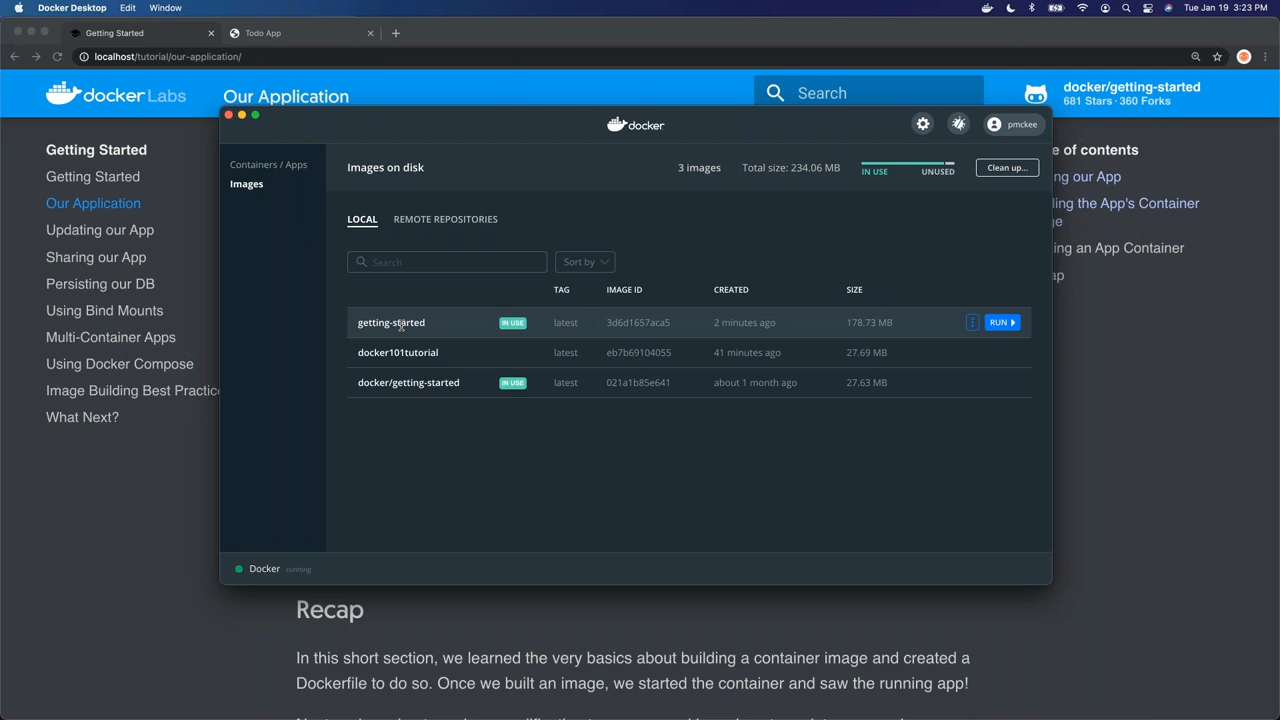 Docker Desktop Edit Window Tue Jan 19 3:23 PM
Getting Started Todo App
localhost/tutorial/our-application/
docker Labs Our Application Search docker/getting-started
681 Stars · 360 Forks
docker pmckee
Getting Started
Getting Started
Our Application
Updating our App
Sharing our App
Persisting our DB
Using Bind Mounts
Multi-Container Apps
Using Docker Compose
Image Building Best Practice
What Next?
Containers / Apps
Images
Images on disk 3 images Total size: 234.06 MB IN USE UNUSED Clean up...
LOCAL REMOTE REPOSITORIES
Search Sort by
TAG IMAGE ID CREATED SIZE
getting-started IN USE latest 3d6d1657aca5 2 minutes ago 178.73 MB RUN
docker101tutorial latest eb7b69104055 41 minutes ago 27.69 MB
docker/getting-started IN USE latest 021a1b85e641 about 1 month ago 27.63 MB
Docker running
e of contents
ng our App
ing the App's Container
e
ing an App Container
ap
Recap
In this short section, we learned the very basics about building a container image and created a
Dockerfile to do so. Once we built an image, we started the container and saw the running app!